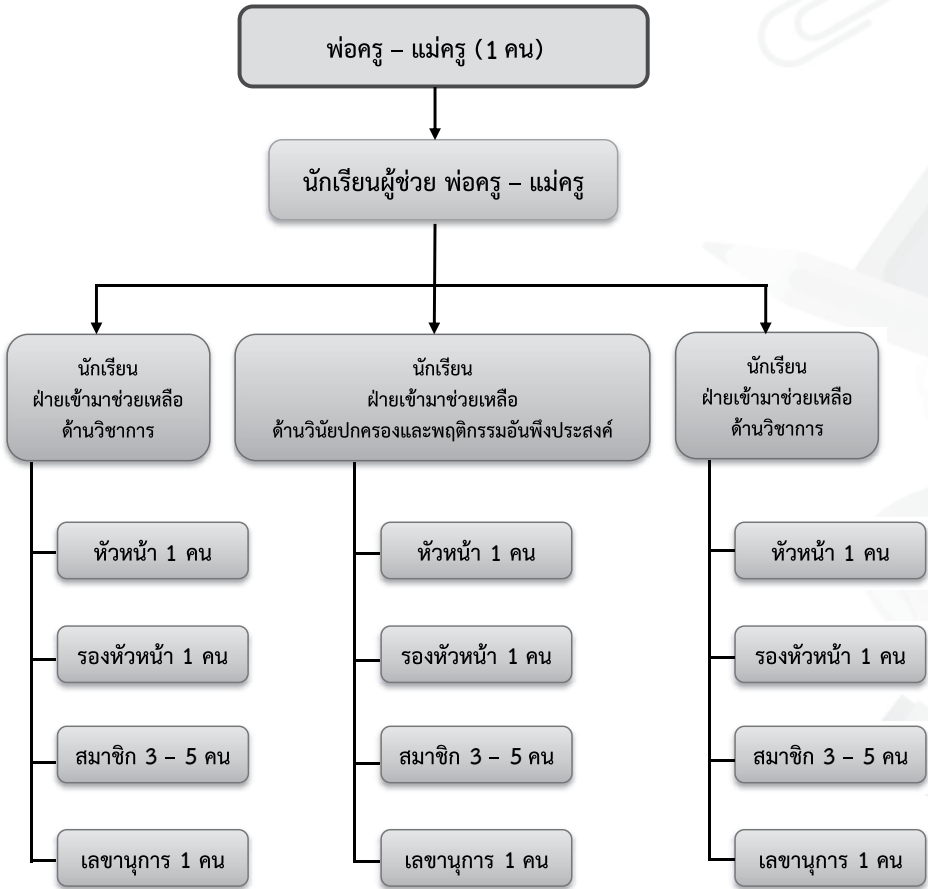 พ่อครู – แม่ครู (1 คน)
นักเรียนผู้ช่วย พ่อครู – แม่ครู
นักเรียน
ฝ่ายเข้ามาช่วยเหลือ
ด้านวิชาการ
หัวหน้า 1 คน
รองหัวหน้า 1 คน
สมาชิก 3 – 5 คน
เลขานุการ 1 คน
นักเรียน
ฝ่ายเข้ามาช่วยเหลือ
ด้านวินัยปกครองและพฤติกรรมอันพึงประสงค์
หัวหน้า 1 คน
รองหัวหน้า 1 คน
สมาชิก 3 – 5 คน
เลขานุการ 1 คน
นักเรียน
ฝ่ายเข้ามาช่วยเหลือ
ด้านวิชาการ
หัวหน้า 1 คน
รองหัวหน้า 1 คน
สมาชิก 3 – 5 คน
เลขานุการ 1 คน